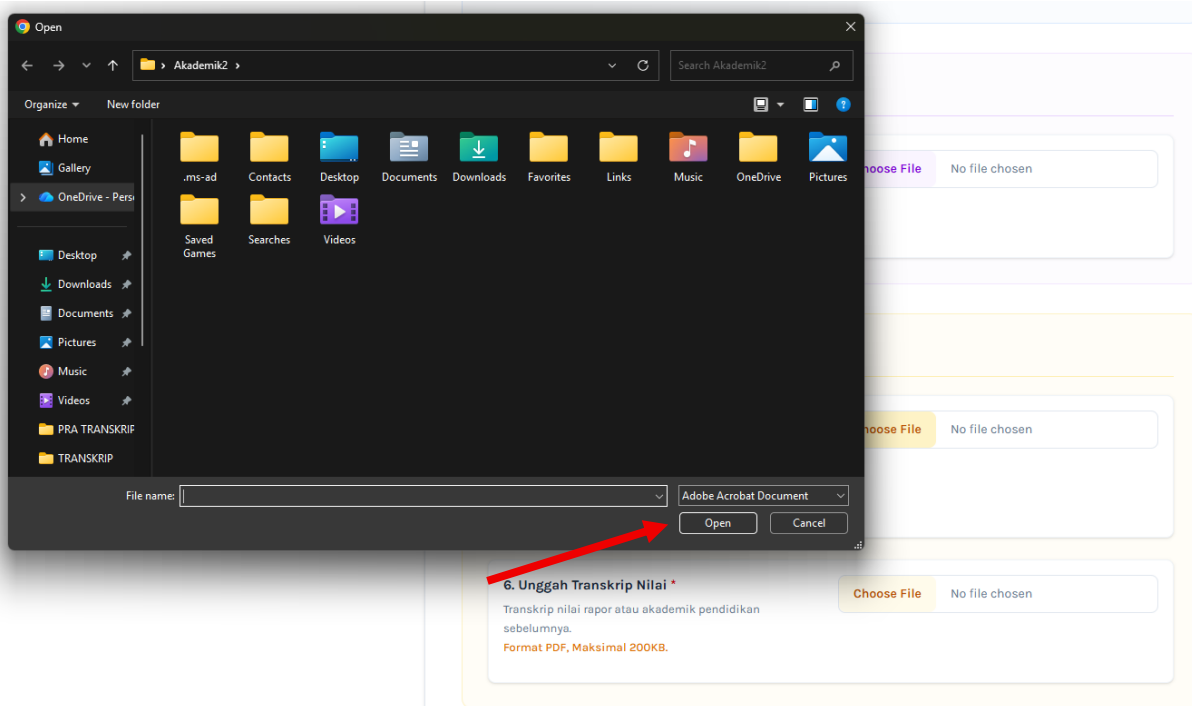 Open
Akademik2
Search Akademik2
Organize
New folder
Home
Gallery
OneDrive - Pers
Desktop
Downloads
Documents
Pictures
Music
Videos
PRA TRANSKRIP
TRANSKRIP
.ms-ad
Contacts
Desktop
Documents
Downloads
Favorites
Links
Music
OneDrive
Pictures
Saved
Games
Searches
Videos
File name:
Adobe Acrobat Document
Open
Cancel
hoose File
No file chosen
hoose File
No file chosen
6. Unggah Transkrip Nilai *
Transkrip nilai rapor atau akademik pendidikan
sebelumnya.
Format PDF, Maksimal 200KB.
Choose File
No file chosen